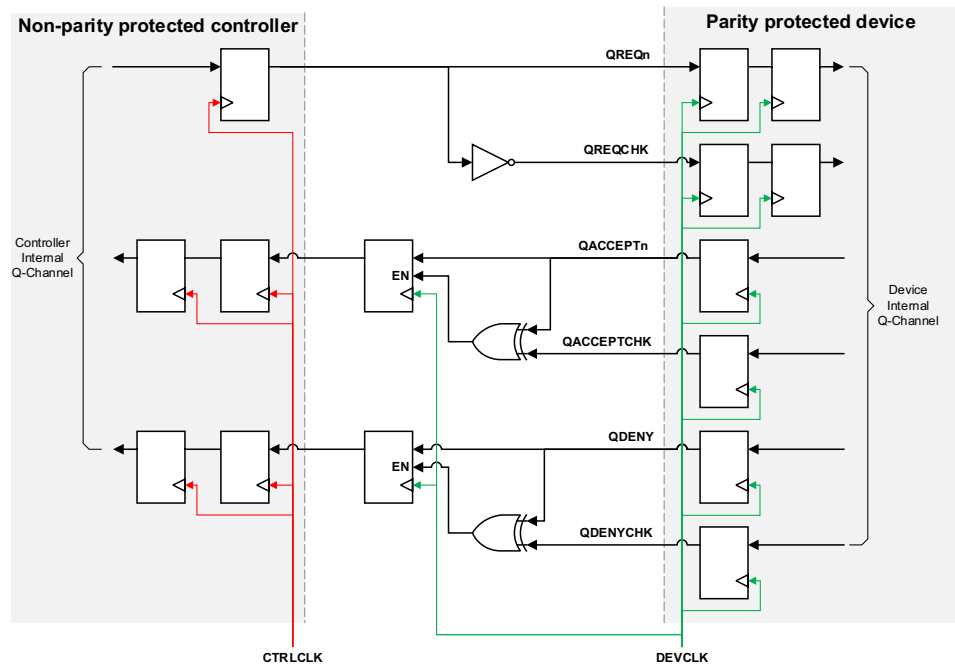 Non-parity protected controller
Parity protected device
QREQn
QREQCHK
Controller
Internal
Q-Channel
QACCEPTn
EN
QACCEPTCHK
Device
Internal
Q-Channel
QDENY
EN
QDENYCHK
CTRLCLK
DEVCLK